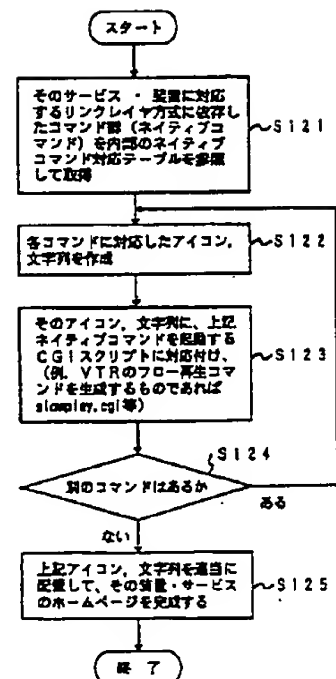 スタート
そのサービス・装置に対応
するリンクレイヤ方式に依存し
たコマンド群（ネイティブコ
マンド）を内部のネイティブ
コマンド対応テーブルを参照
して取得
~S121
各コマンドに対応したアイコン，
文字列を作成
~S122
そのアイコン，文字列に、上記
ネイティブコマンドを起動する
CGIスクリプトに対応付け，
（例．VTRのフロー再生コマ
ンドを生成するものであれば
slowplay.cgi等）
~S123
S124
別のコマンドはあるか
ある
ない
上記アイコン，文字列を適当に
配置して、その装置・サービス
のホームページを完成する
~S125
終了